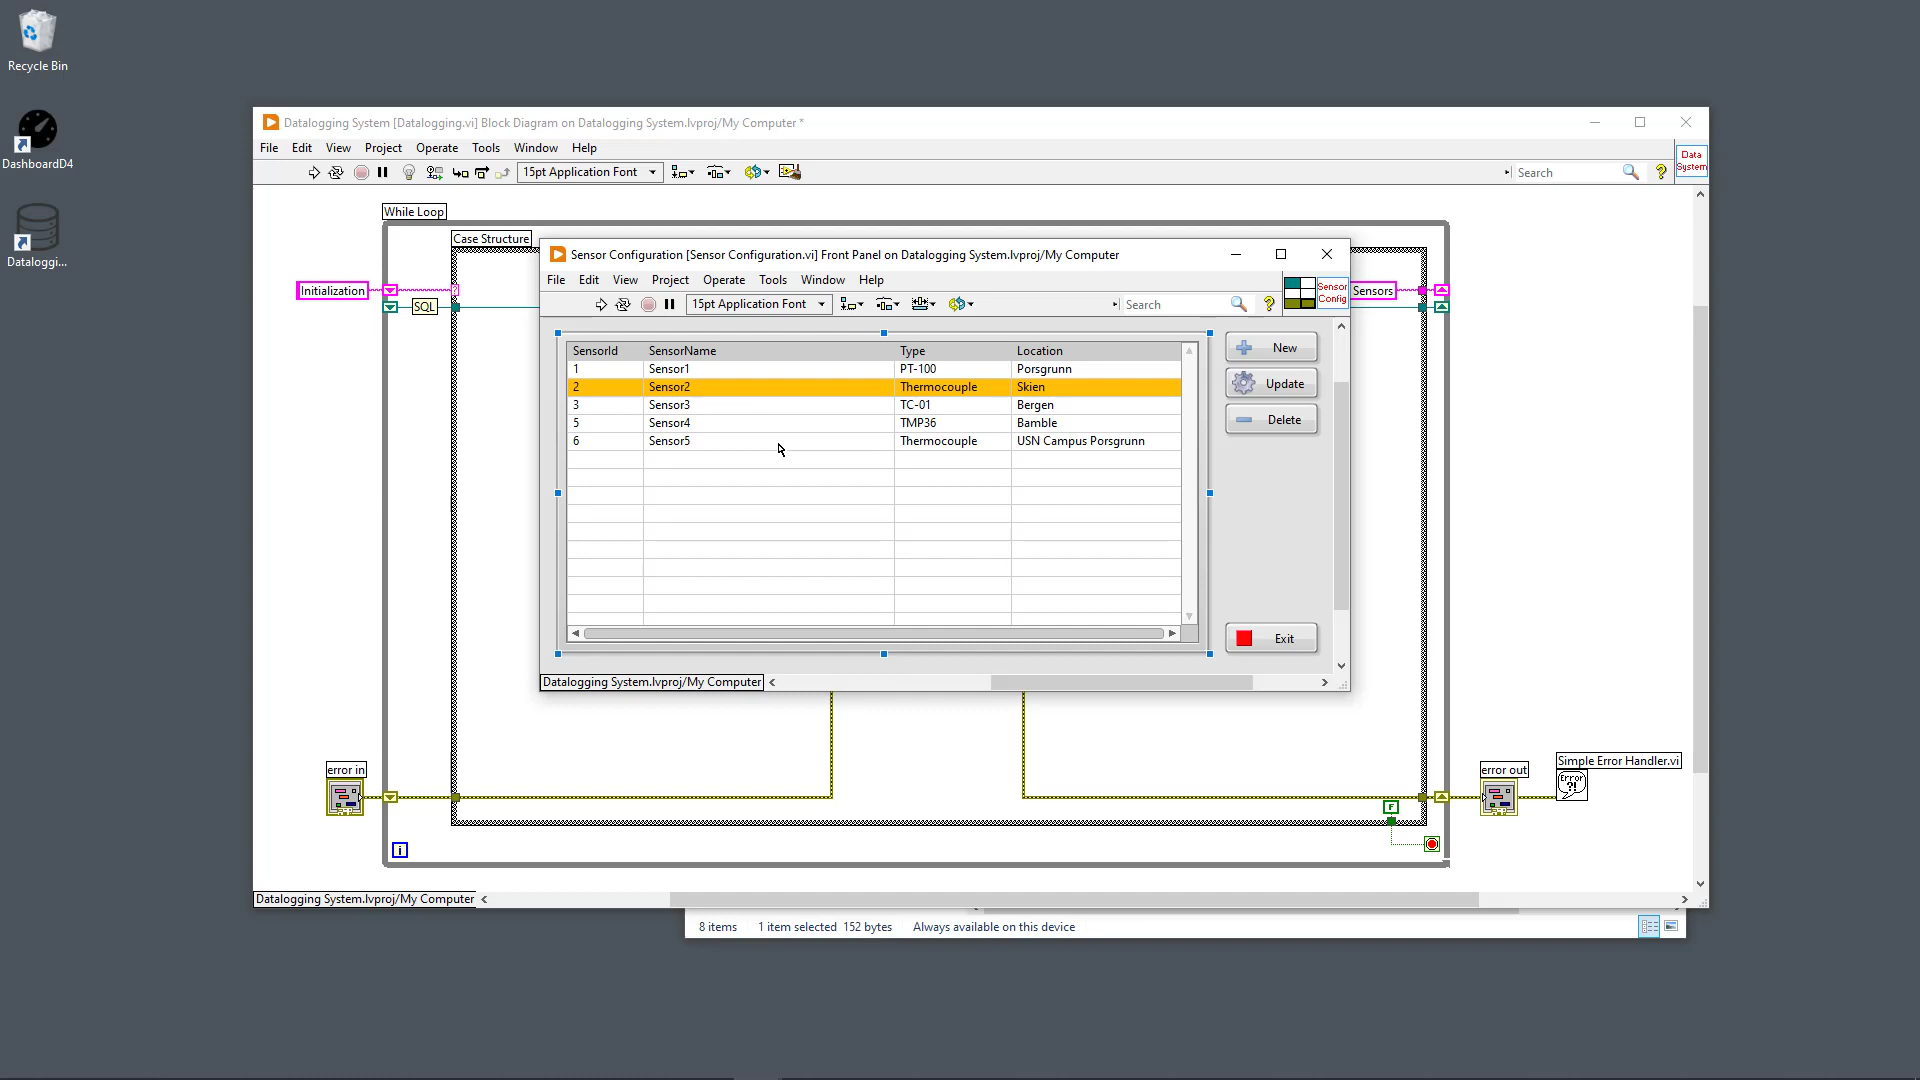 Recycle Bin
DashboardD4
Dataloggi...
Datalogging System [Datalogging.vi] Block Diagram on Datalogging System.lvproj/My Computer *
File Edit View Project Operate Tools Window Help
15pt Application Font
Search
?
Data System
While Loop
Case Structure
Initialization
?
SQL
Sensors
Sensor Configuration [Sensor Configuration.vi] Front Panel on Datalogging System.lvproj/My Computer
File Edit View Project Operate Tools Window Help
15pt Application Font
Search
?
Sensor Config
SensorId SensorName Type Location
1 Sensor1 PT-100 Porsgrunn
2 Sensor2 Thermocouple Skien
3 Sensor3 TC-01 Bergen
5 Sensor4 TMP36 Bamble
6 Sensor5 Thermocouple USN Campus Porsgrunn
New
Update
Delete
Exit
Datalogging System.lvproj/My Computer
error in
error out
Simple Error Handler.vi
Error
?!
F
i
Datalogging System.lvproj/My Computer
8 items 1 item selected 152 bytes Always available on this device